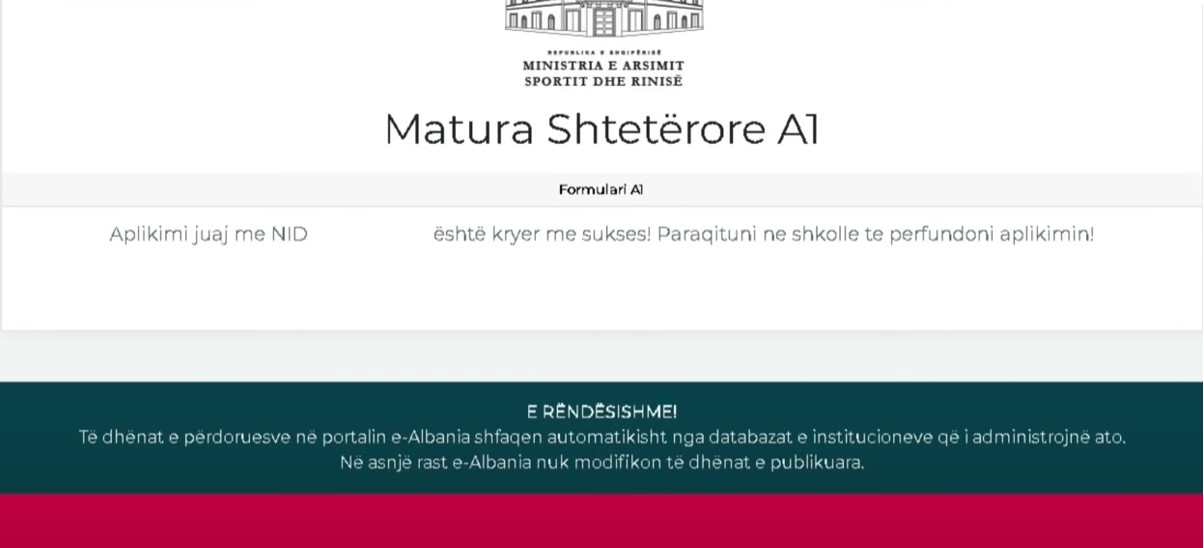 REPUBLIKA E SHQIPËRISË
MINISTRIA E ARSIMIT
SPORTIT DHE RINISË
Matura Shtetërore A1
Formulari A1
Aplikimi juaj me NID është kryer me sukses! Paraqituni ne shkolle te perfundoni aplikimin!
E RËNDËSISHME!
Të dhënat e përdoruesve në portalin e-Albania shfaqen automatikisht nga databazat e institucioneve që i administrojnë ato.
Në asnjë rast e-Albania nuk modifikon të dhënat e publikuara.